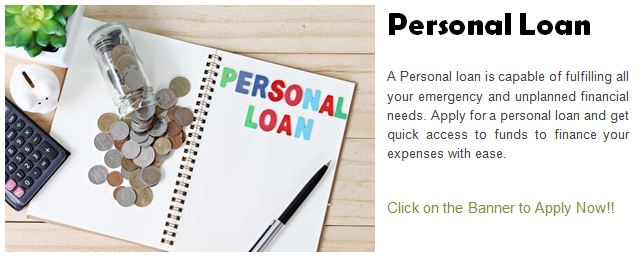 PERSONAL
LOAN
Personal Loan
A Personal loan is capable of fulfilling all
your emergency and unplanned financial
needs. Apply for a personal loan and get
quick access to funds to finance your
expenses with ease.
Click on the Banner to Apply Now!!